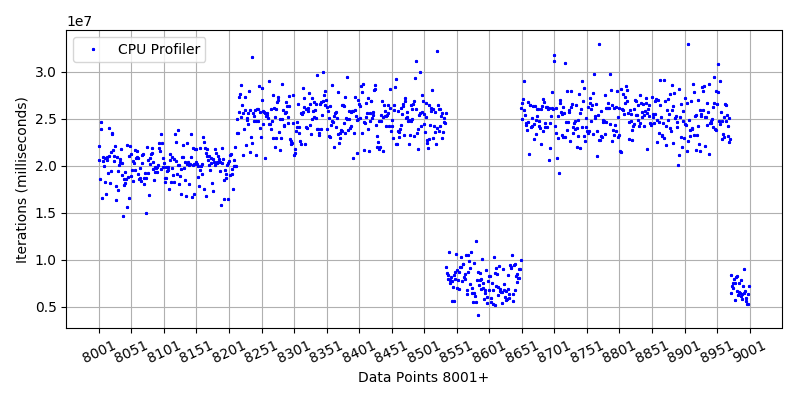 1e7
CPU Profiler
3.0
2.5
2.0
1.5
1.0
0.5
Iterations (milliseconds)
8001 8051 8101 8151 8201 8251 8301 8351 8401 8451 8501 8551 8601 8651 8701 8751 8801 8851 8901 8951 9001
Data Points 8001+